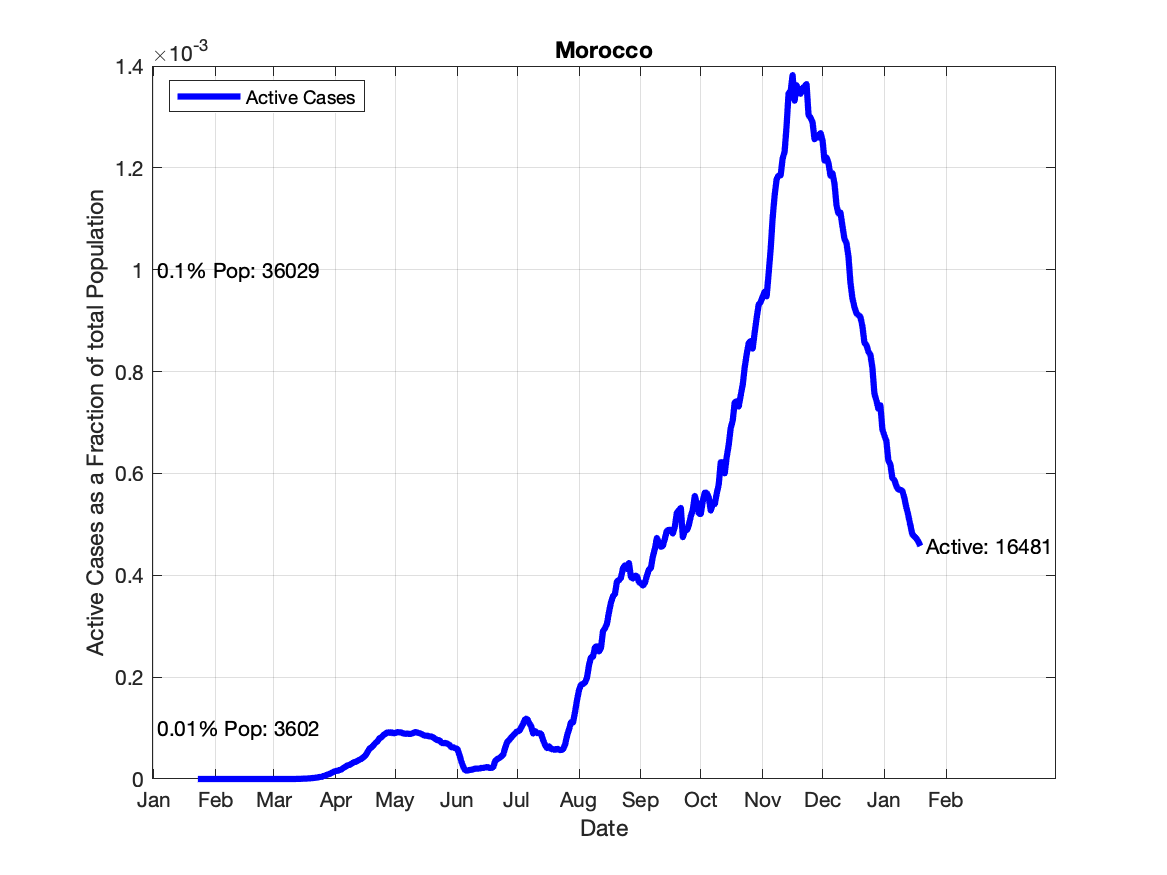 Morocco
×10-3
Active Cases
1.4
1.2
1
0.8
0.6
0.4
0.2
0
0.1% Pop: 36029
0.01% Pop: 3602
Active: 16481
Active Cases as a Fraction of total Population
Jan Feb Mar Apr May Jun Jul Aug Sep Oct Nov Dec Jan Feb
Date